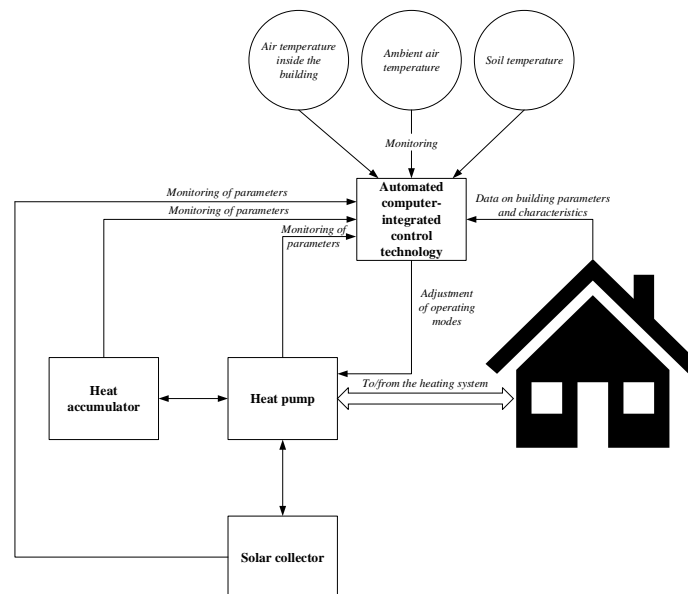 Air temperature
inside the
building
Ambient air
temperature
Soil temperature
Monitoring
Monitoring of parameters
Monitoring of parameters
Monitoring of
parameters
Automated
computer-
integrated
control
technology
Data on building parameters
and characteristics
Adjustment
of operating
modes
Heat
accumulator
Heat pump
To/from the heating system
Solar collector